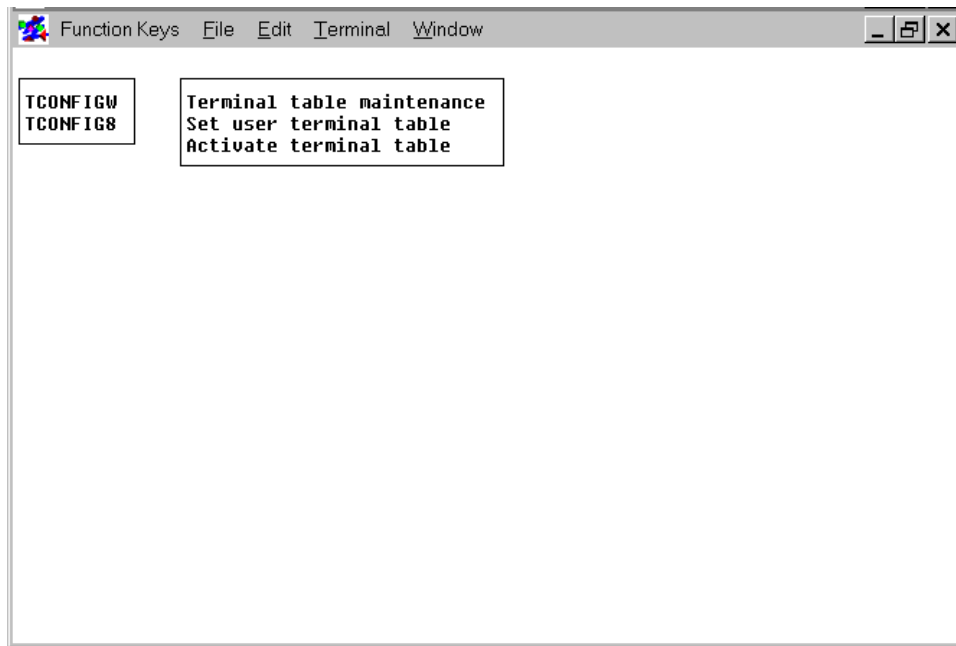 Function Keys File Edit Terminal Window
TCONFIGW
TCONFIG8
Terminal table maintenance
Set user terminal table
Activate terminal table